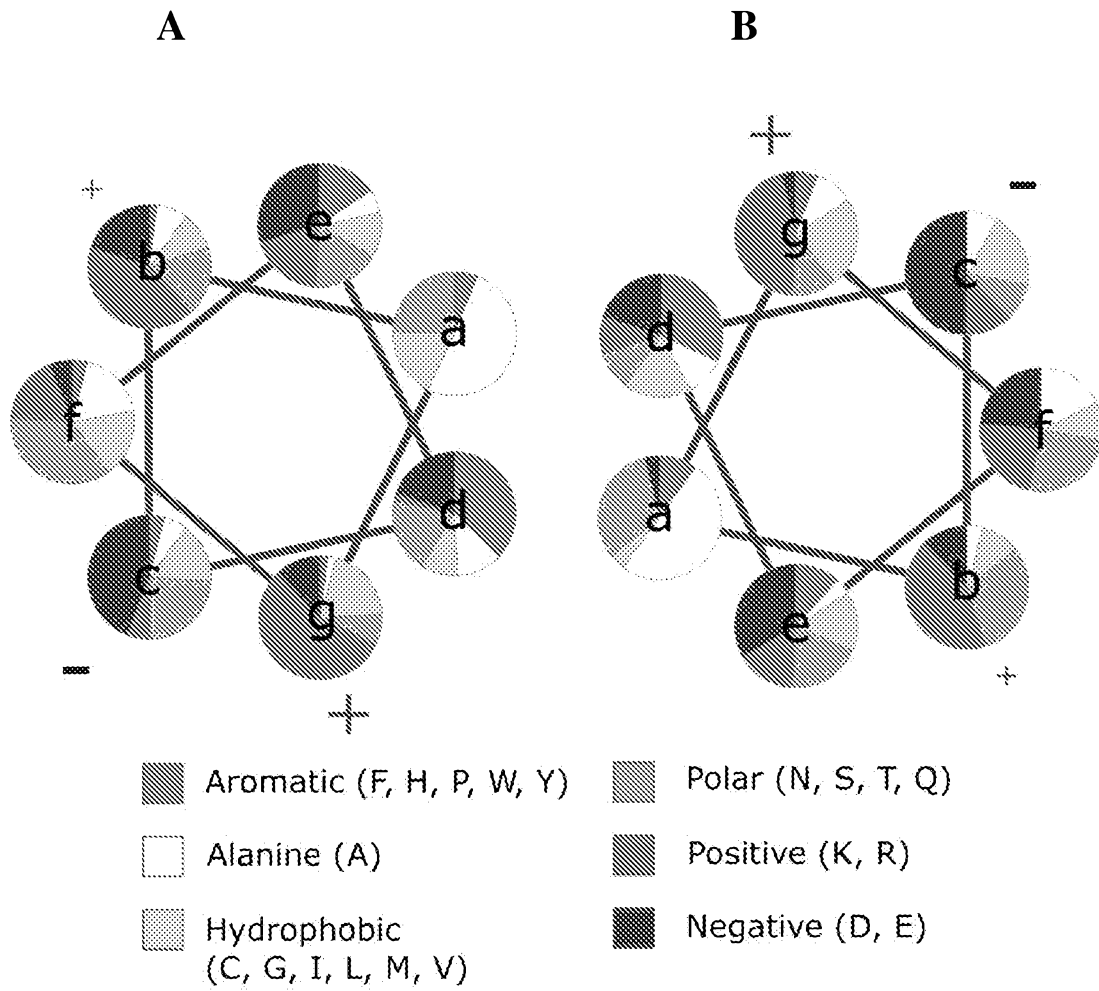 A B
+
+ e g -
b c
a d
f f
d a
c b
g e
- +
+
Aromatic (F, H, P, W, Y) Polar (N, S, T, Q)
Alanine (A) Positive (K, R)
Hydrophobic Negative (D, E)
(C, G, I, L, M, V)